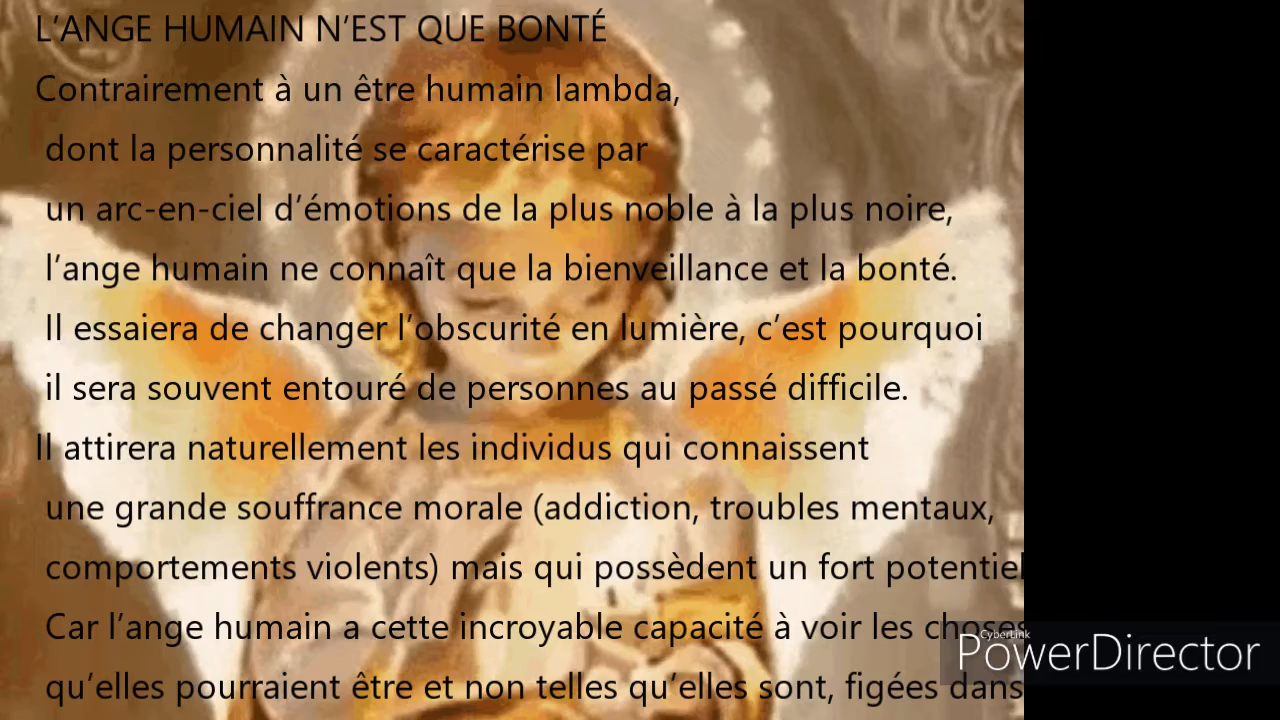 L’ANGE HUMAIN N’EST QUE BONTÉ
Contrairement à un être humain lambda,
dont la personnalité se caractérise par
un arc-en-ciel d’émotions de la plus noble à la plus noire,
l’ange humain ne connaît que la bienveillance et la bonté.
Il essaiera de changer l’obscurité en lumière, c’est pourquoi
il sera souvent entouré de personnes au passé difficile.
Il attirera naturellement les individus qui connaissent
une grande souffrance morale (addiction, troubles mentaux,
comportements violents) mais qui possèdent un fort potentiel
Car l’ange humain a cette incroyable capacité à voir les choses
qu’elles pourraient être et non telles qu’elles sont, figées dans
CyberLink
PowerDirector